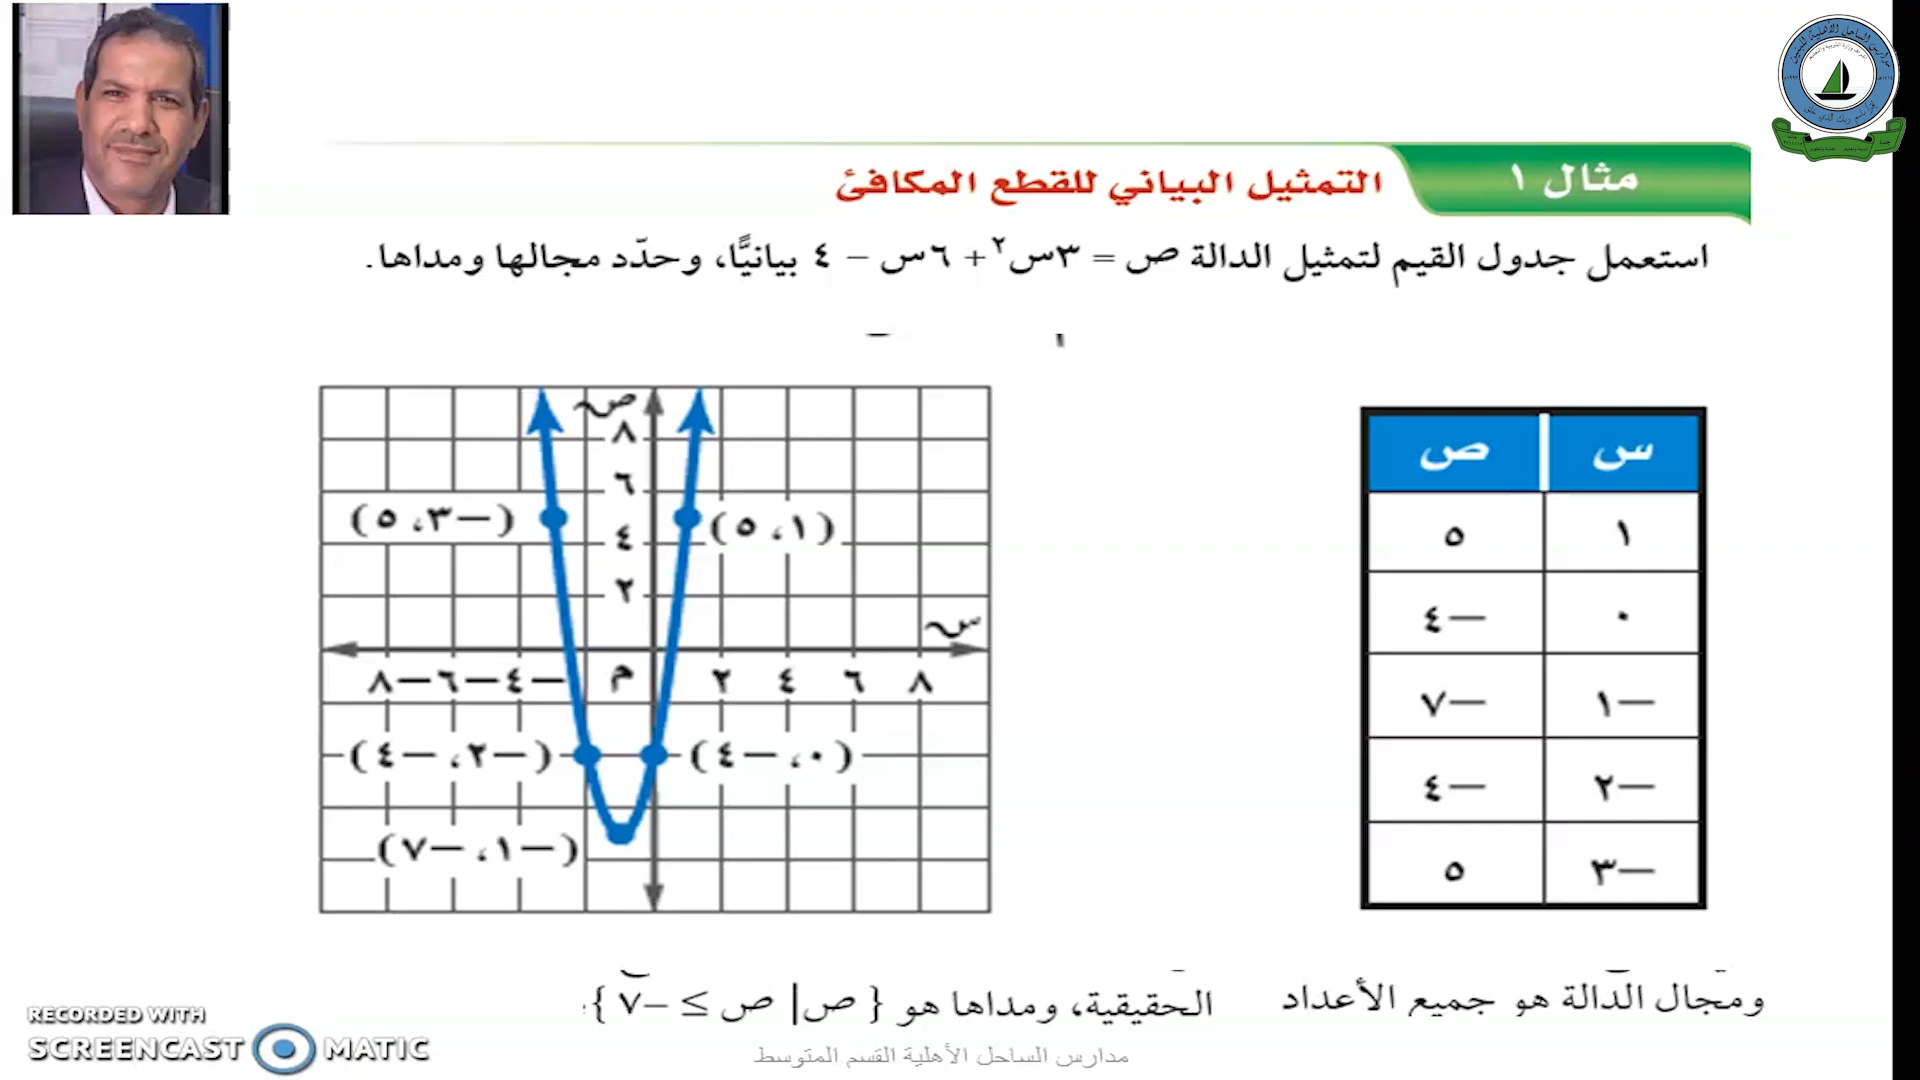 مثال ١
التمثيل البياني للقطع المكافئ
استعمل جدول القيم لتمثيل الدالة ص = ٣س٢ + ٦س – ٤ بيانيًّا، وحدّد مجالها ومداها.
س ص
١ ٥
٠ –٤
–١ –٧
–٢ –٤
–٣ ٥
ص
٨
٦
(–٣، ٥) (١، ٥)
٤
٢
س
–٨ –٦ –٤ م ٢ ٤ ٦ ٨
(–٢، –٤) (٠، –٤)
(–١، –٧)
ومجال الدالة هو جميع الأعداد الحقيقية، ومداها هو { ص| ص ≥ –٧}
مدارس الساحل الأهلية القسم المتوسط
RECORDED WITH
SCREENCAST MATIC